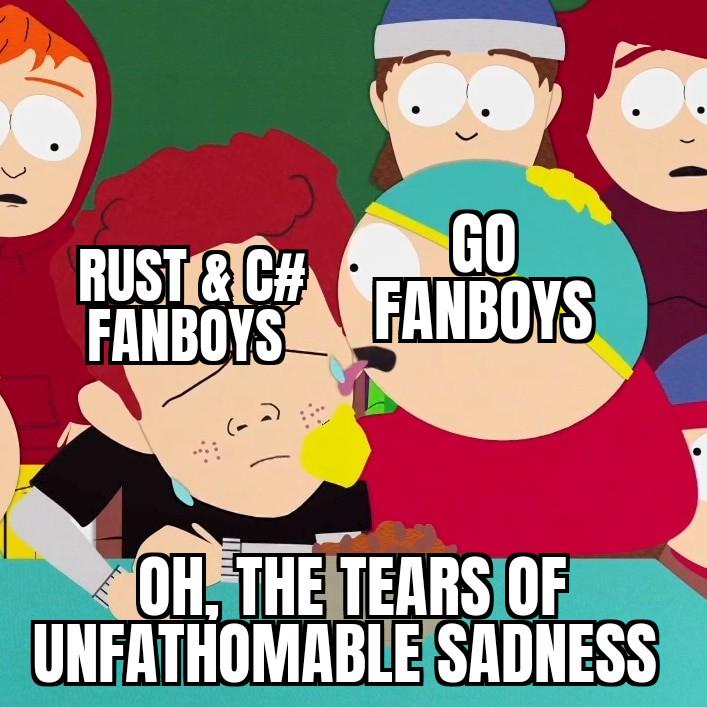 RUST & C#
FANBOYS
GO
FANBOYS
OH, THE TEARS OF
UNFATHOMABLE SADNESS